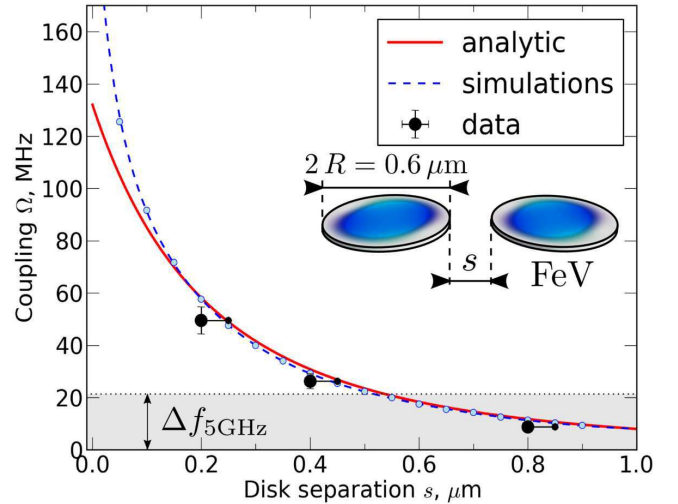 160
140
120
100
80
60
40
20
0
Coupling Ω, MHz
analytic
simulations
data
2 R = 0.6 μm
s
FeV
Δf5GHz
0.0 0.2 0.4 0.6 0.8 1.0
Disk separation s, μm